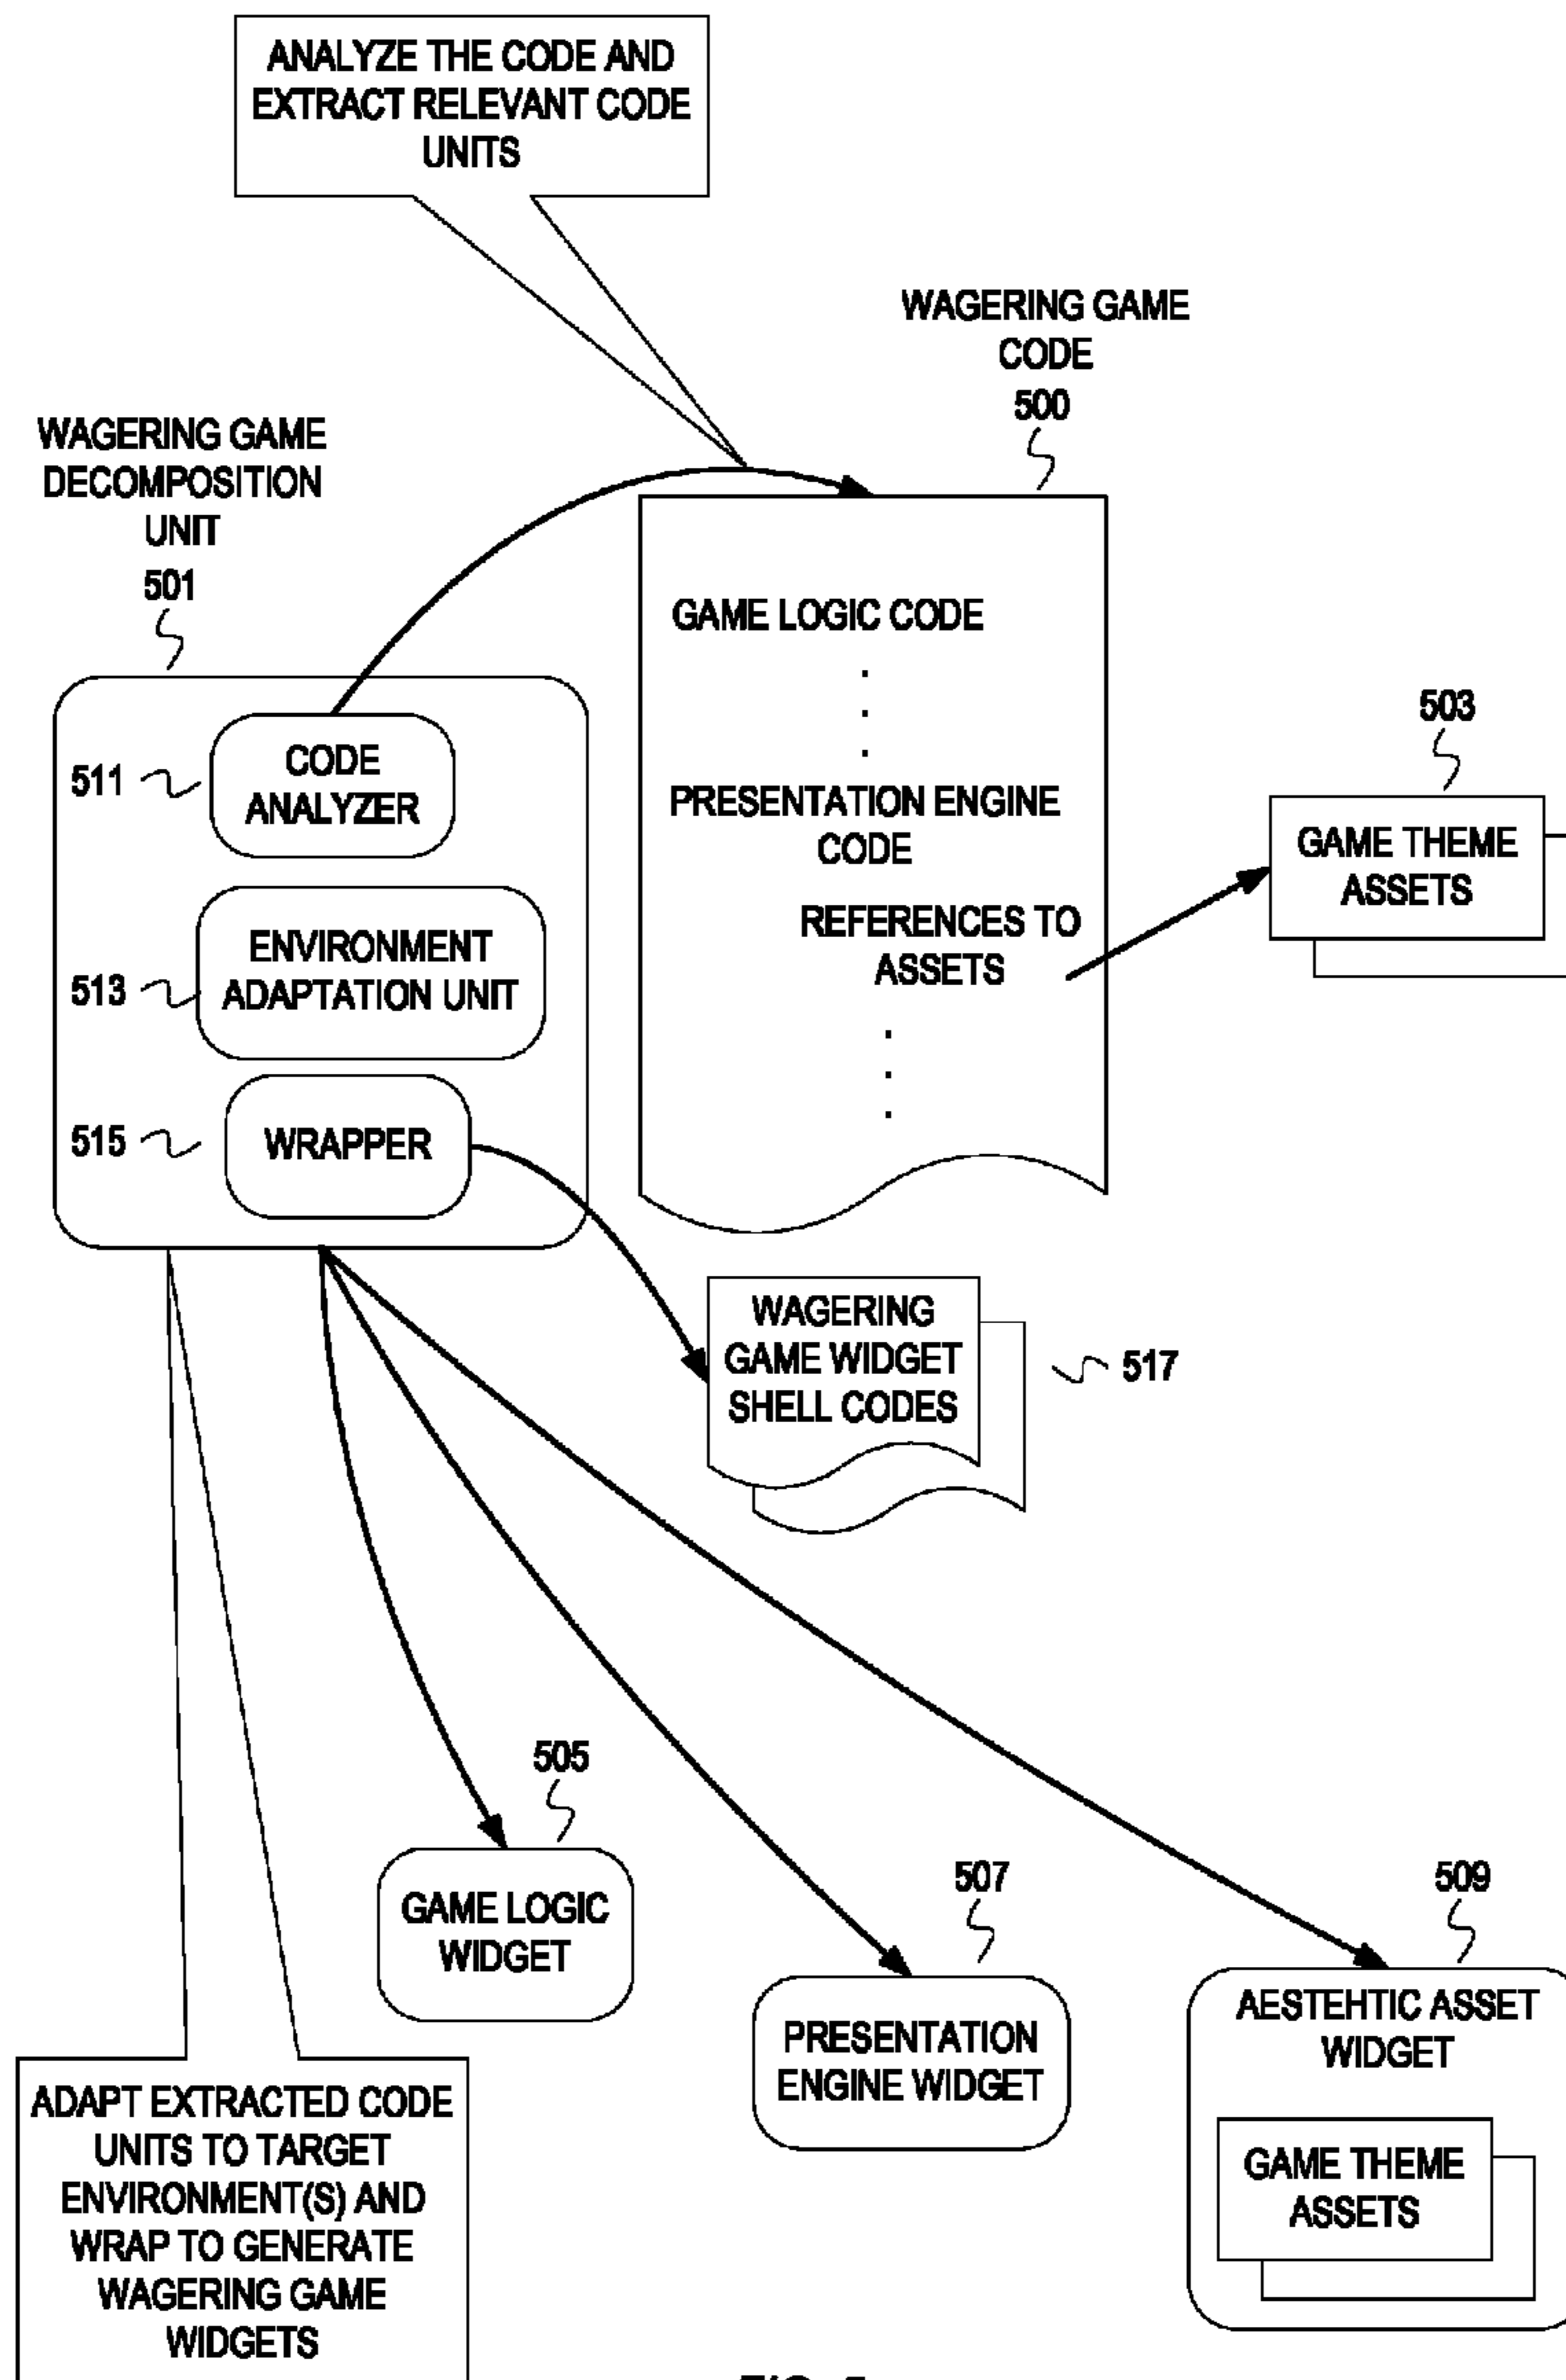 ANALYZE THE CODE AND
EXTRACT RELEVANT CODE
UNITS
WAGERING GAME
CODE
500
WAGERING GAME
DECOMPOSITION
UNIT
501
GAME LOGIC CODE
.
.
.
PRESENTATION ENGINE
CODE
REFERENCES TO
ASSETS
.
.
.
503
GAME THEME
ASSETS
511
CODE
ANALYZER
513
ENVIRONMENT
ADAPTATION UNIT
515
WRAPPER
WAGERING
GAME WIDGET
SHELL CODES
517
505
GAME LOGIC
WIDGET
507
PRESENTATION
ENGINE WIDGET
509
AESTEHTIC ASSET
WIDGET
GAME THEME
ASSETS
ADAPT EXTRACTED CODE
UNITS TO TARGET
ENVIRONMENT(S) AND
WRAP TO GENERATE
WAGERING GAME
WIDGETS